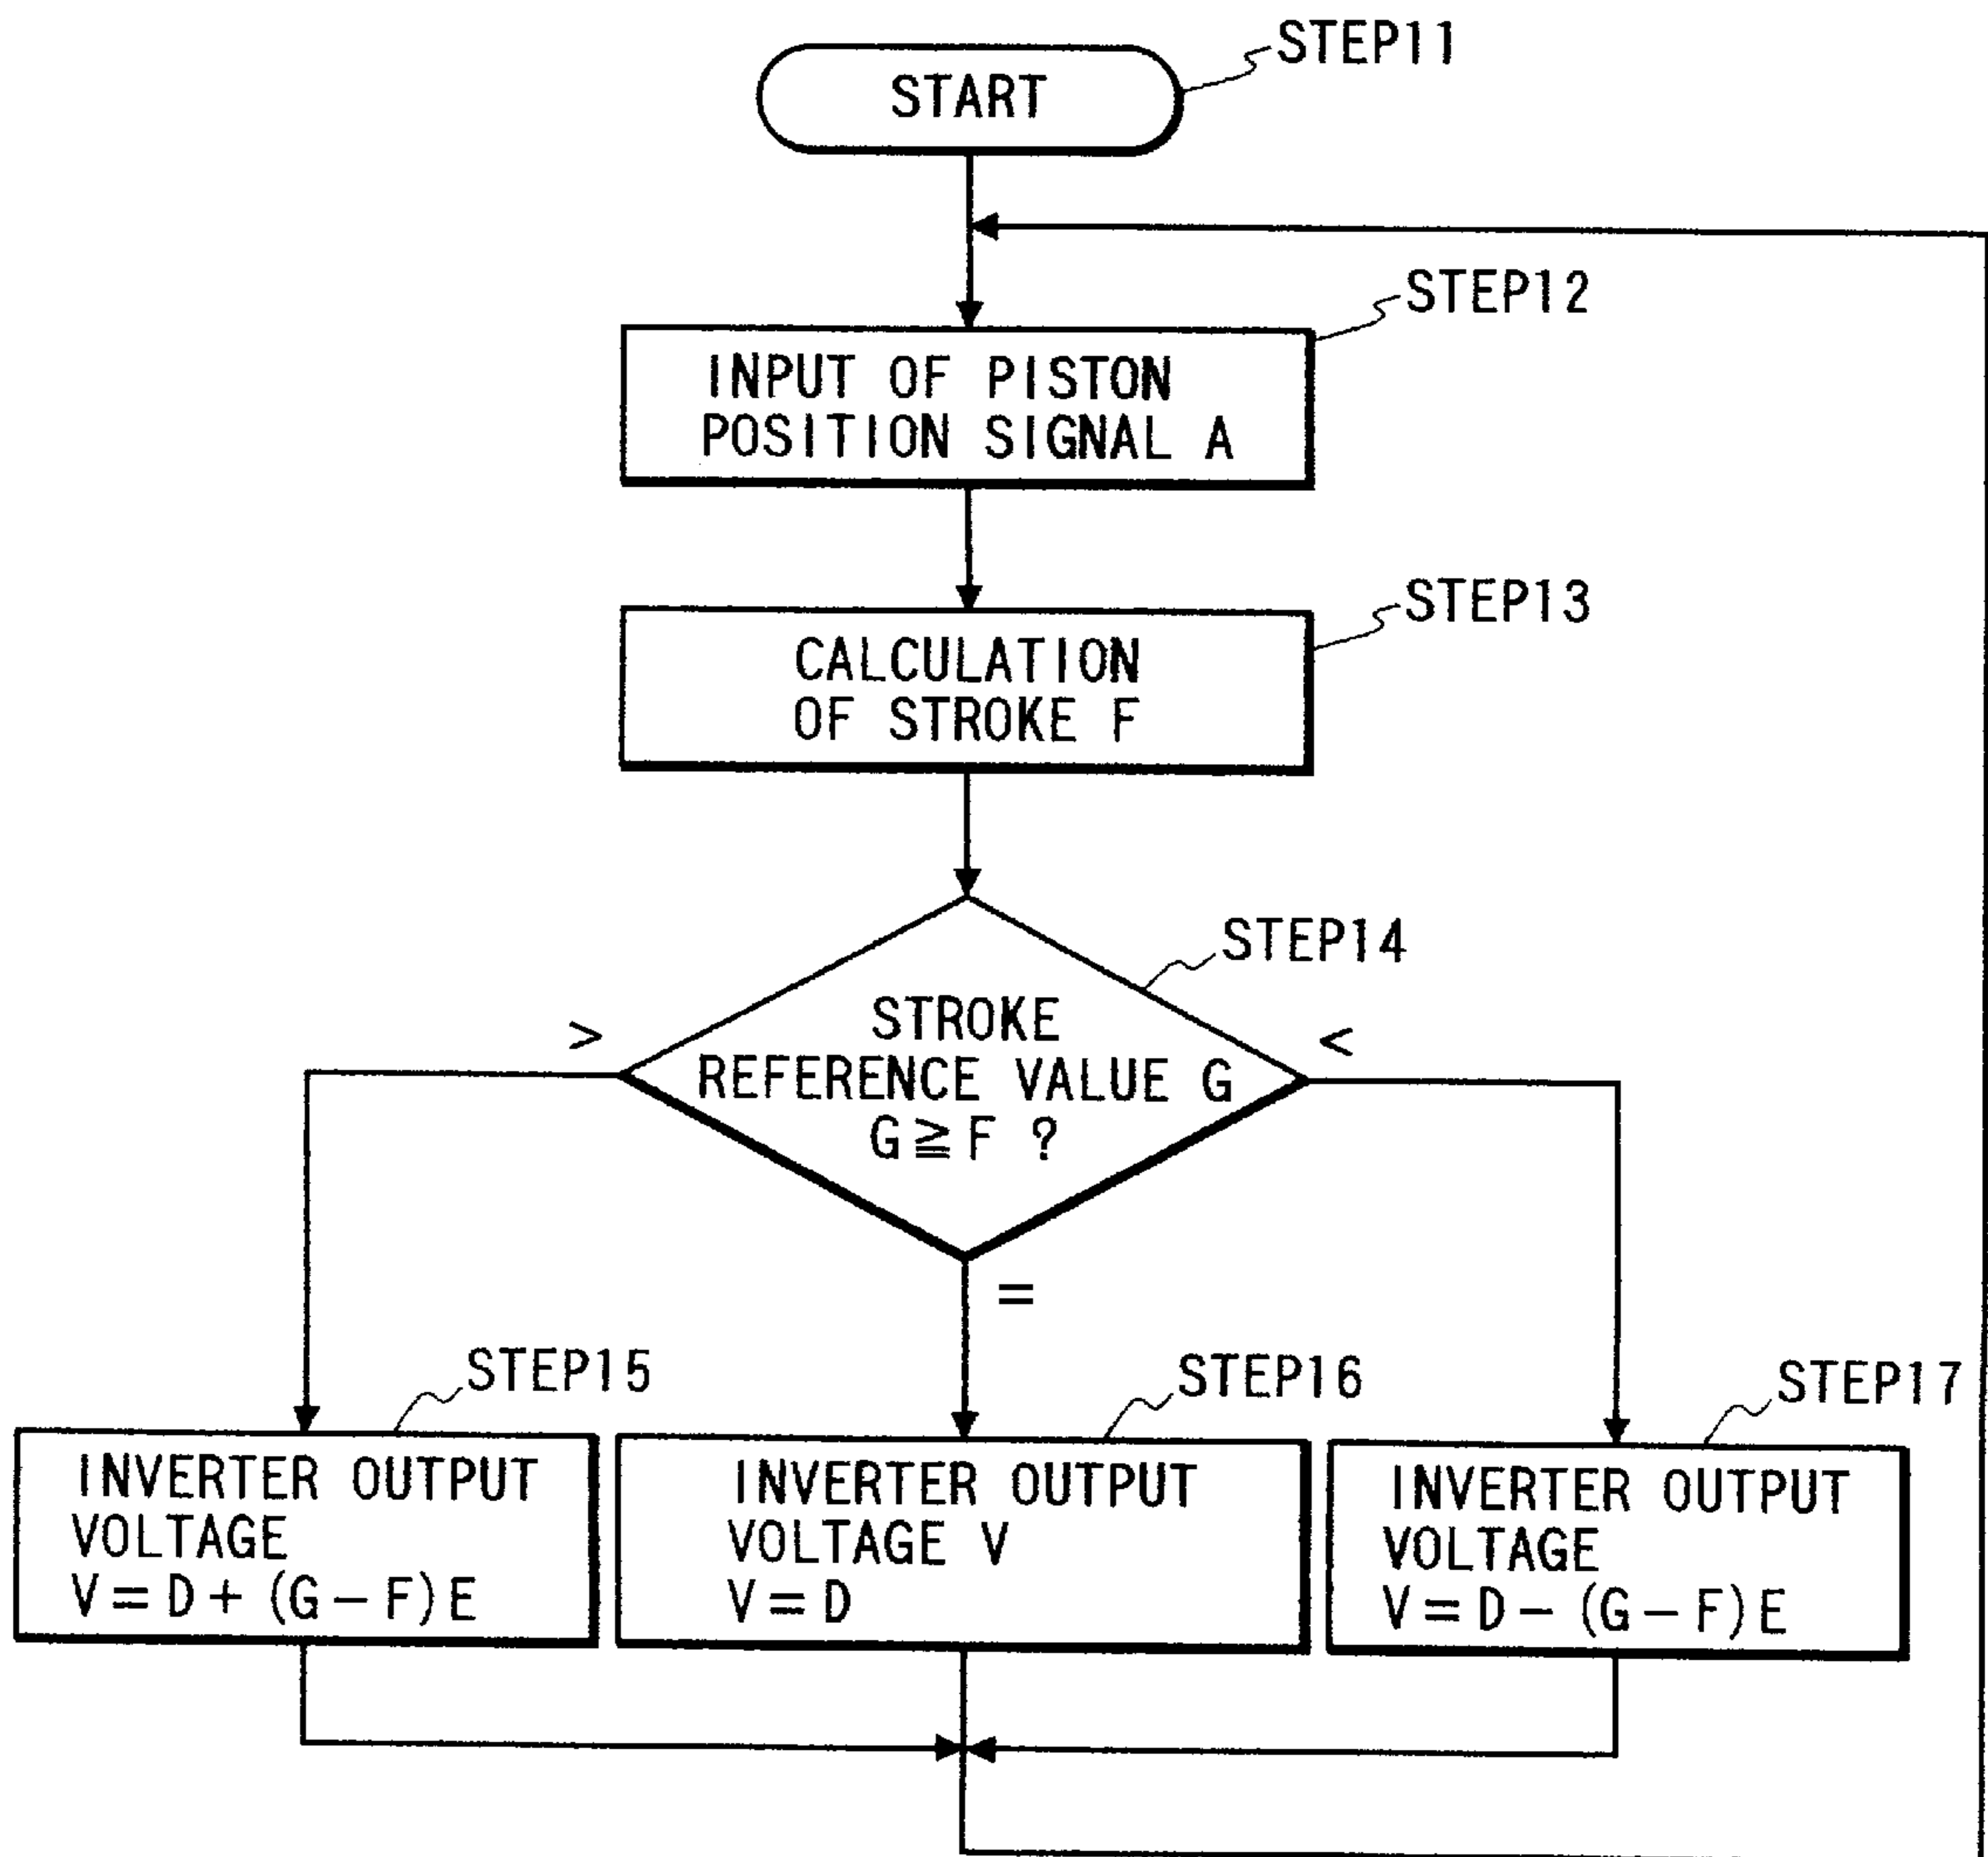 STEP11
START
STEP12
INPUT OF PISTON
POSITION SIGNAL A
STEP13
CALCULATION
OF STROKE F
STEP14
STROKE
REFERENCE VALUE G
G≧F ?
>
<
=
STEP15
INVERTER OUTPUT
VOLTAGE
V=D+(G-F)E
STEP16
INVERTER OUTPUT
VOLTAGE V
V=D
STEP17
INVERTER OUTPUT
VOLTAGE
V=D-(G-F)E